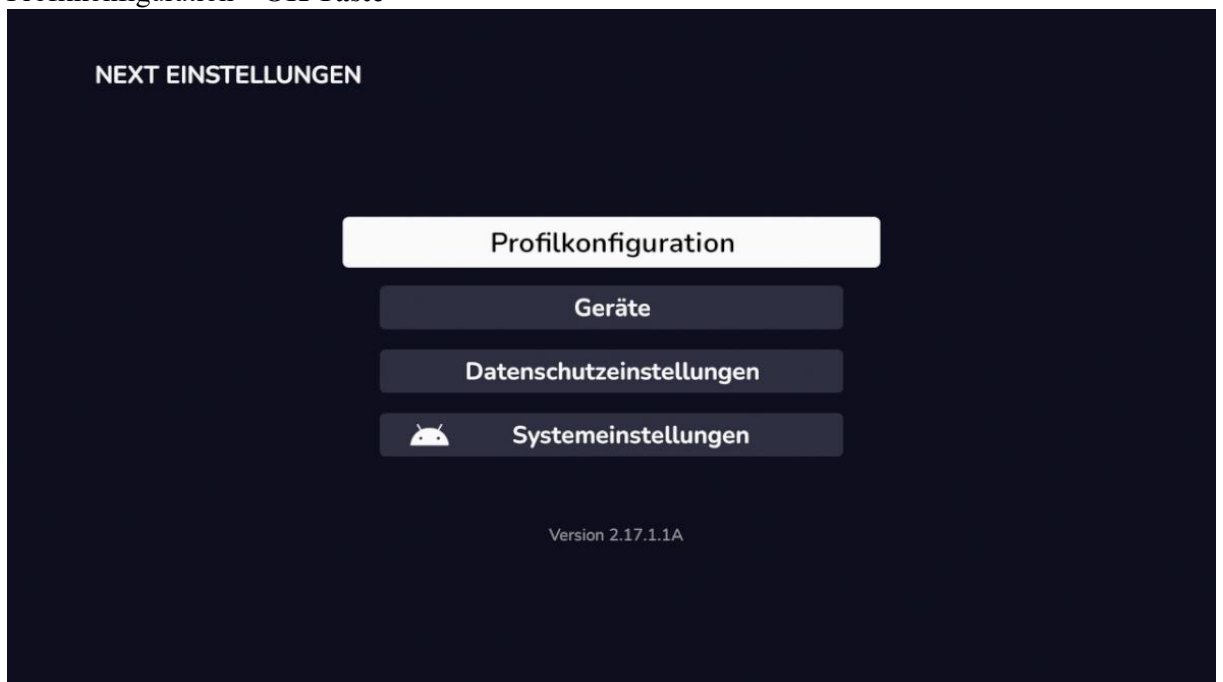 NEXT EINSTELLUNGEN
Profilkonfiguration
Geräte
Datenschutzeinstellungen
Systemeinstellungen
Version 2.17.1.1A